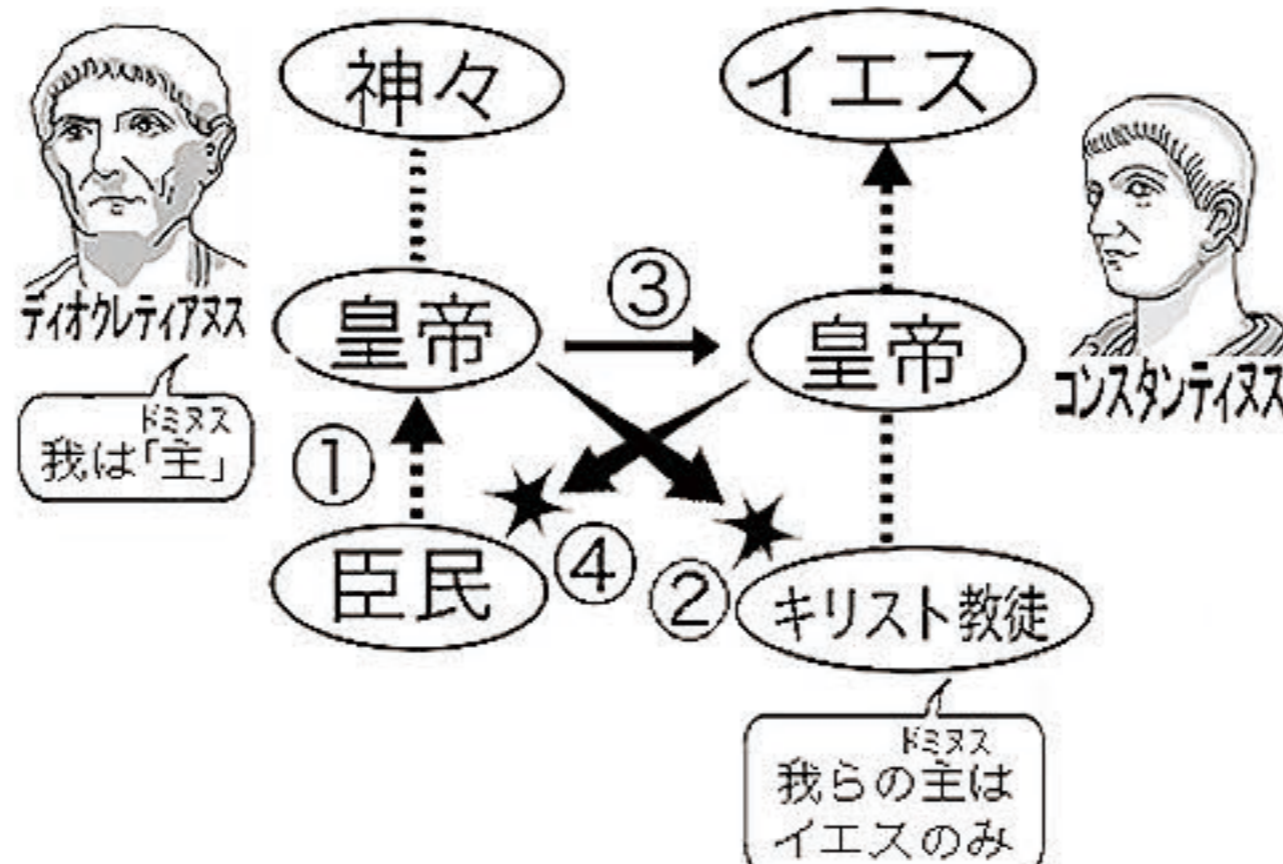 神々
イエス
ディオクレティアヌス
ドミヌス
我は「主」
皇帝
③
皇帝
コンスタンティヌス
①
臣民
④
②
キリスト教徒
ドミヌス
我らの主は
イエスのみ